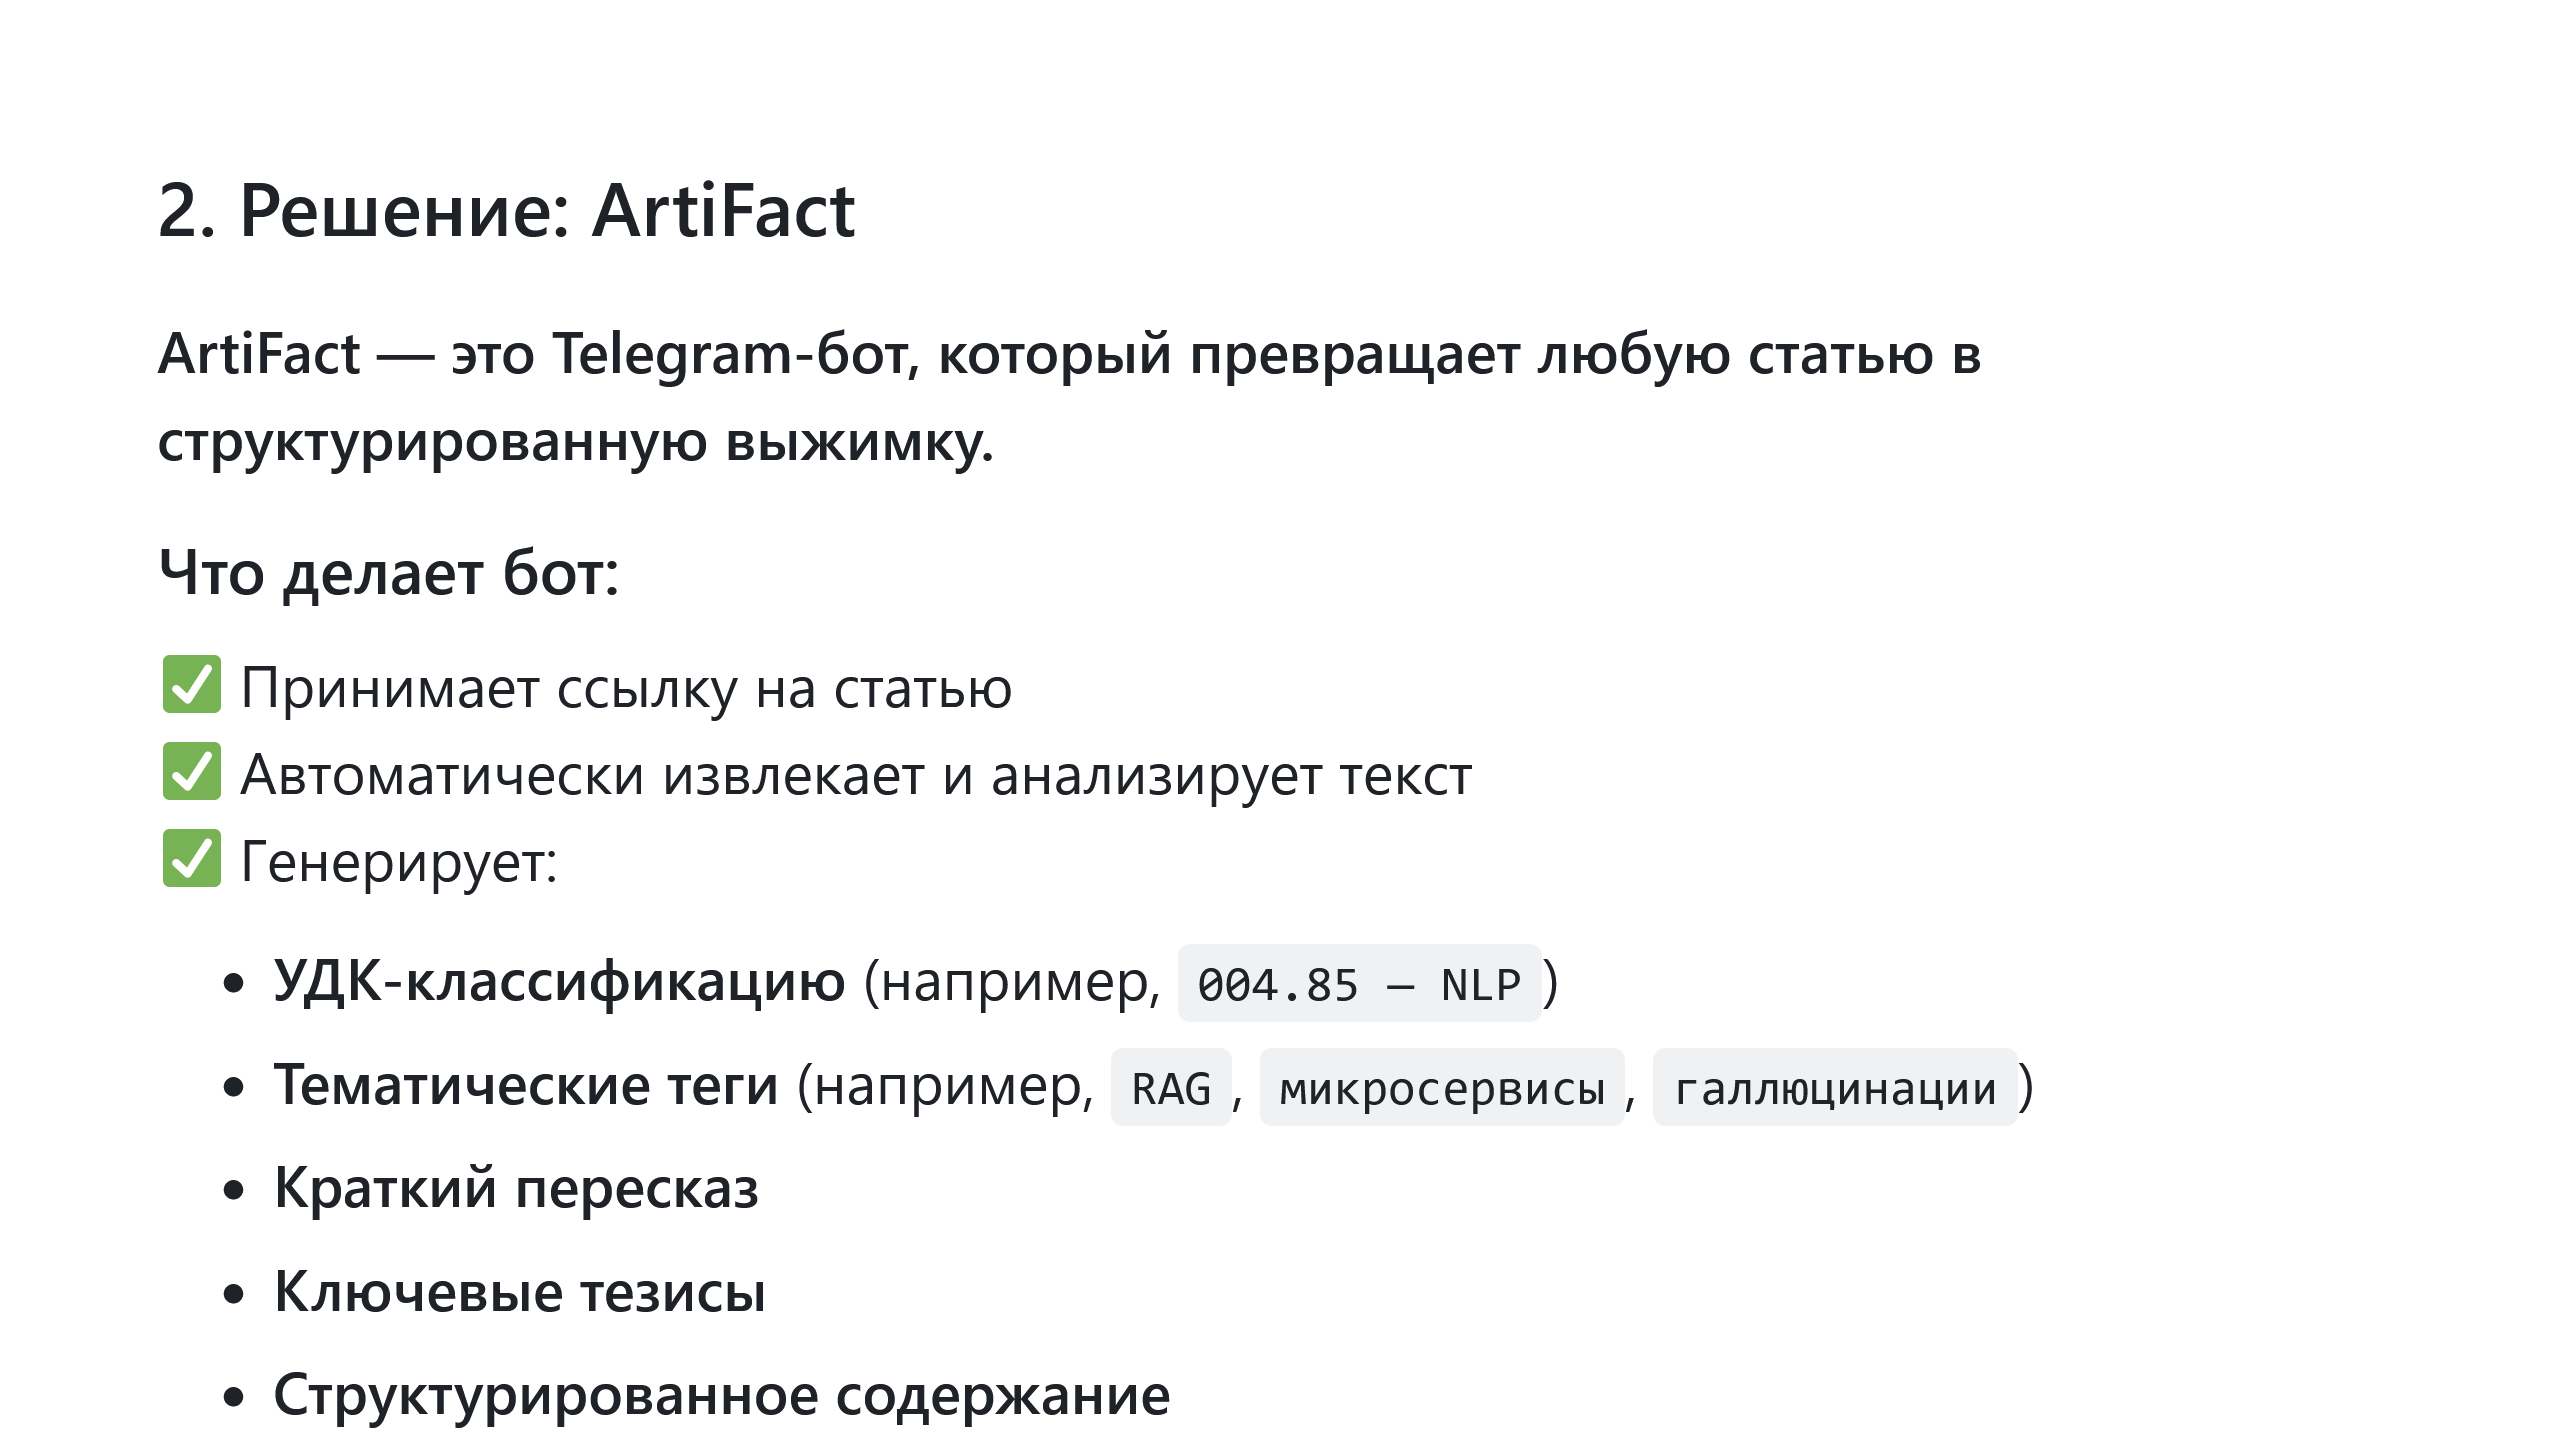 2. Решение: ArtiFact
ArtiFact — это Telegram-бот, который превращает любую статью в
структурированную выжимку.
Что делает бот:
✅ Принимает ссылку на статью
✅ Автоматически извлекает и анализирует текст
✅ Генерирует:
• УДК-классификацию (например, 004.85 — NLP)
• Тематические теги (например, RAG, микросервисы, галлюцинации)
• Краткий пересказ
• Ключевые тезисы
• Структурированное содержание